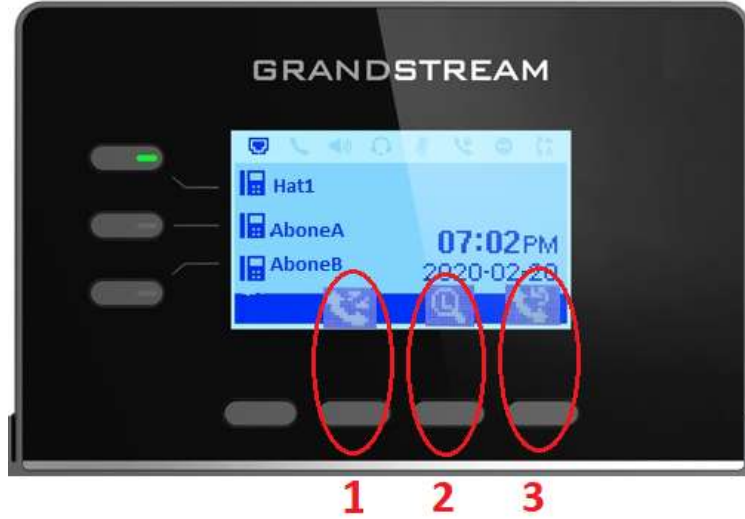 GRANDSTREAM
Hat1
AboneA
07:02PM
AboneB
2020-02-20
1 2 3